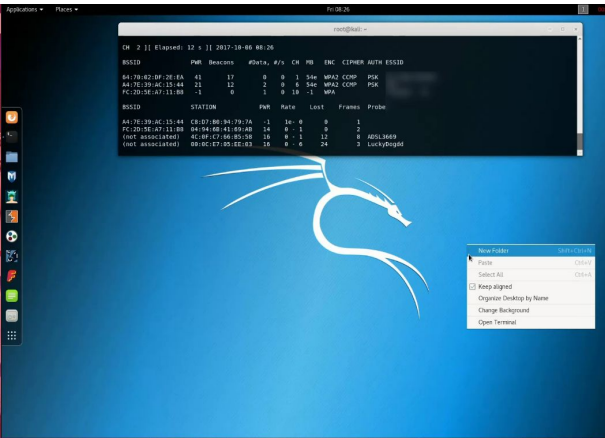 Applications Places Fri 08:26 1
root@kali: ~
CH 2 ][ Elapsed: 12 s ][ 2017-10-06 08:26
BSSID PWR Beacons #Data, #/s CH MB ENC CIPHER AUTH ESSID
64:70:02:DF:2E:EA 41 17 0 0 1 54e WPA2 CCMP PSK
A4:7E:39:AC:15:44 21 12 2 0 6 54e WPA2 CCMP PSK
FC:2D:5E:A7:11:B8 -1 0 1 0 10 -1 WPA
BSSID STATION PWR Rate Lost Frames Probe
A4:7E:39:AC:15:44 C8:D7:B0:94:79:7A -1 1e- 0 0 1
FC:2D:5E:A7:11:B8 04:94:6B:41:69:AB 14 0 - 1 0 2
(not associated) 4C:0F:C7:66:B5:58 16 0 - 1 12 8 ADSL3669
(not associated) 08:0C:E7:05:EE:03 16 0 - 6 24 3 LuckyDogdd
New Folder Shift+Ctrl+N
Paste Ctrl+V
Select All Ctrl+A
Keep aligned
Organize Desktop by Name
Change Background
Open Terminal